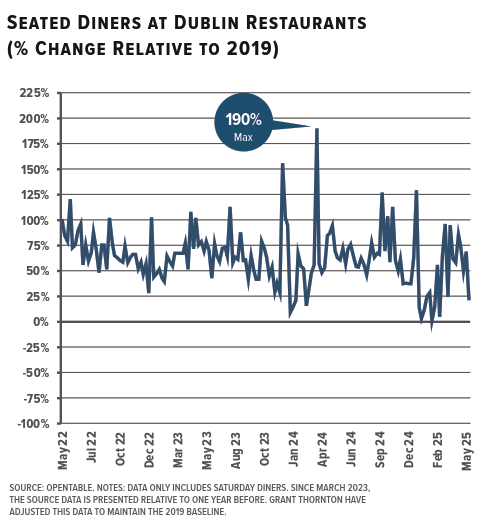 SEATED DINERS AT DUBLIN RESTAURANTS
(% CHANGE RELATIVE TO 2019)
225%
200%
175%
150%
125%
100%
75%
50%
25%
0%
-25%
-50%
-75%
-100%
190%
Max
May 22
Jul 22
Oct 22
Dec 22
Mar 23
May 23
Aug 23
Oct 23
Jan 24
Apr 24
Jun 24
Sep 24
Dec 24
Feb 25
May 25
SOURCE: OPENTABLE. NOTES: DATA ONLY INCLUDES SATURDAY DINERS. SINCE MARCH 2023,
THE SOURCE DATA IS PRESENTED RELATIVE TO ONE YEAR BEFORE. GRANT THORNTON HAVE
ADJUSTED THIS DATA TO MAINTAIN THE 2019 BASELINE.